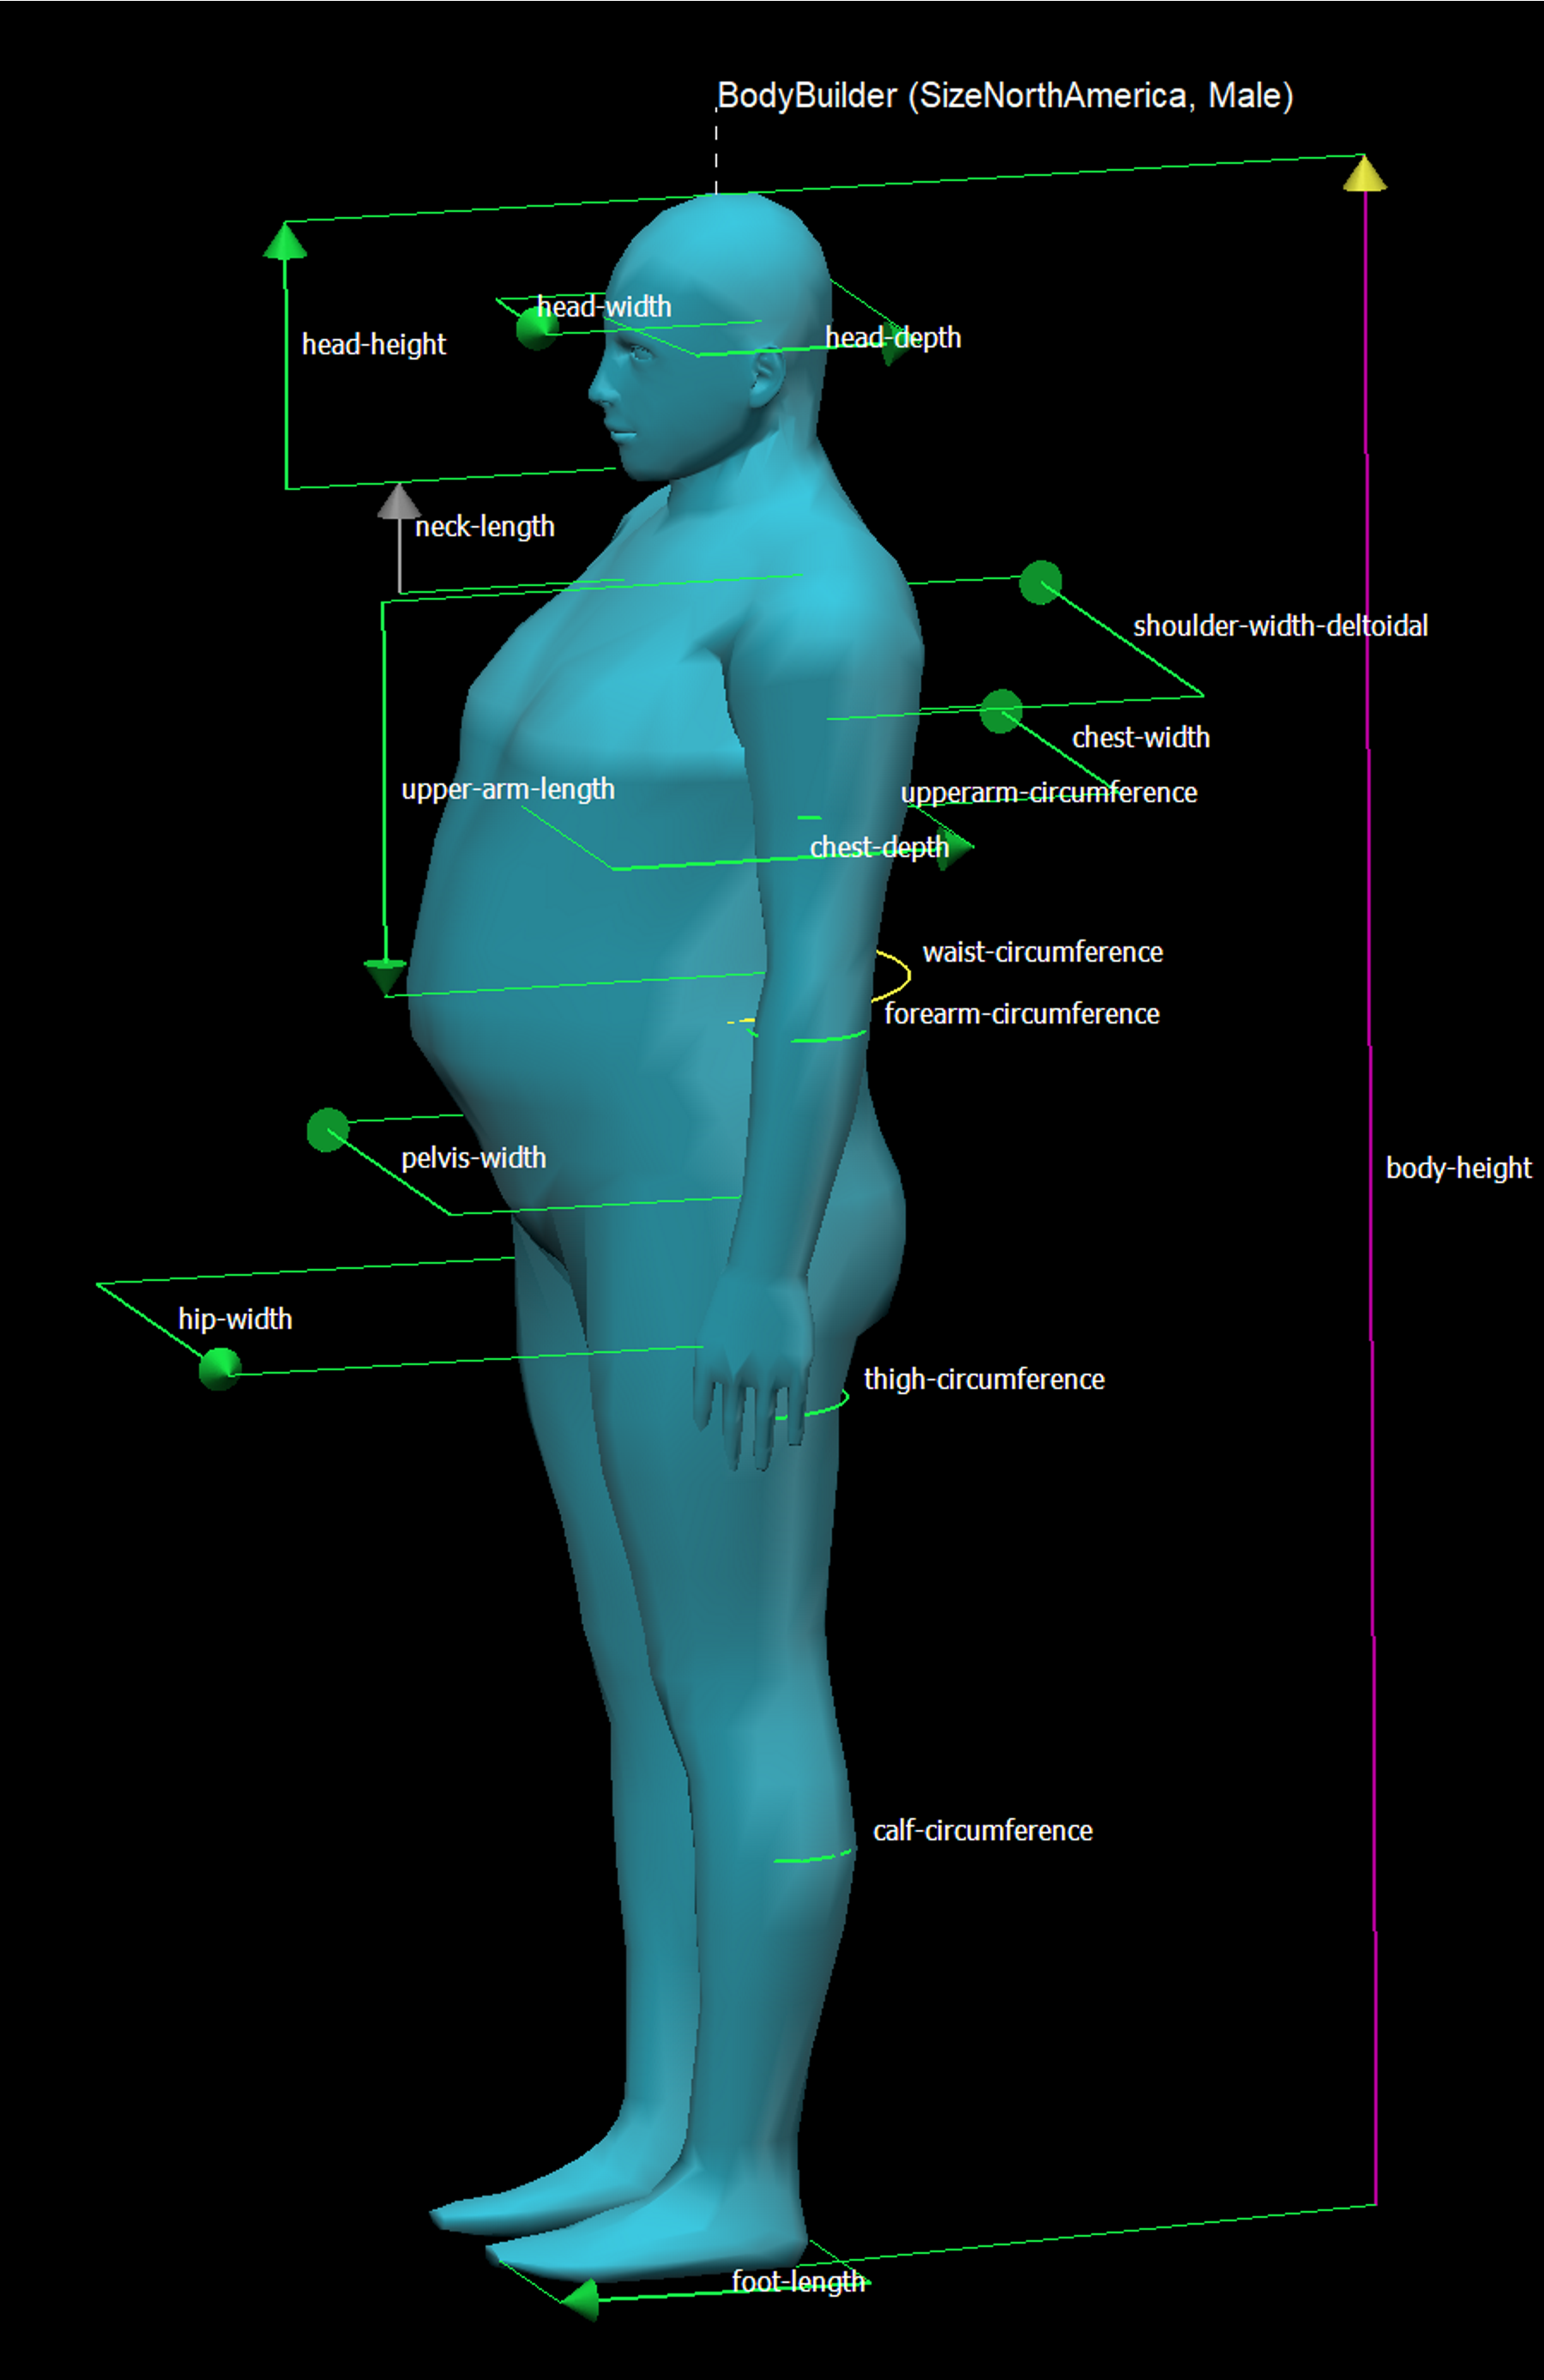 BodyBuilder (SizeNorthAmerica, Male)
head-width
head-depth
head-height
neck-length
shoulder-width-deltoidal
chest-width
upper-arm-length
upperarm-circumference
chest-depth
waist-circumference
forearm-circumference
pelvis-width
body-height
hip-width
thigh-circumference
calf-circumference
foot-length